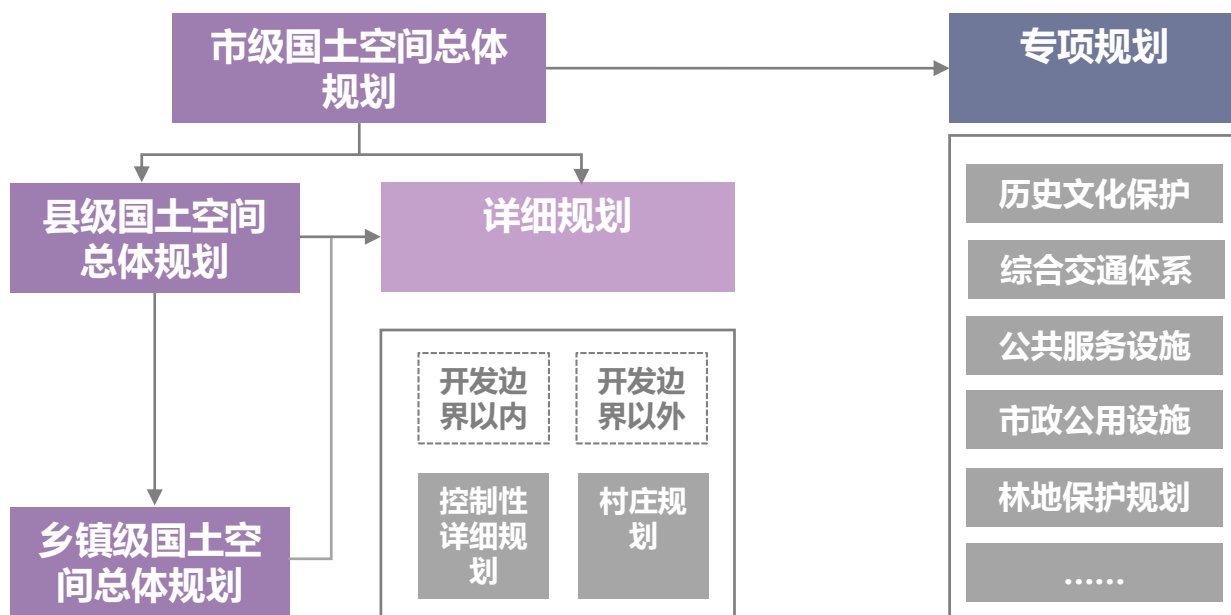 市级国土空间总体
规划
专项规划
县级国土空间
总体规划
详细规划
历史文化保护
综合交通体系
公共服务设施
开发边
界以内
开发边
界以外
市政公用设施
控制性
详细规
划
村庄规
划
林地保护规划
乡镇级国土空
间总体规划
......